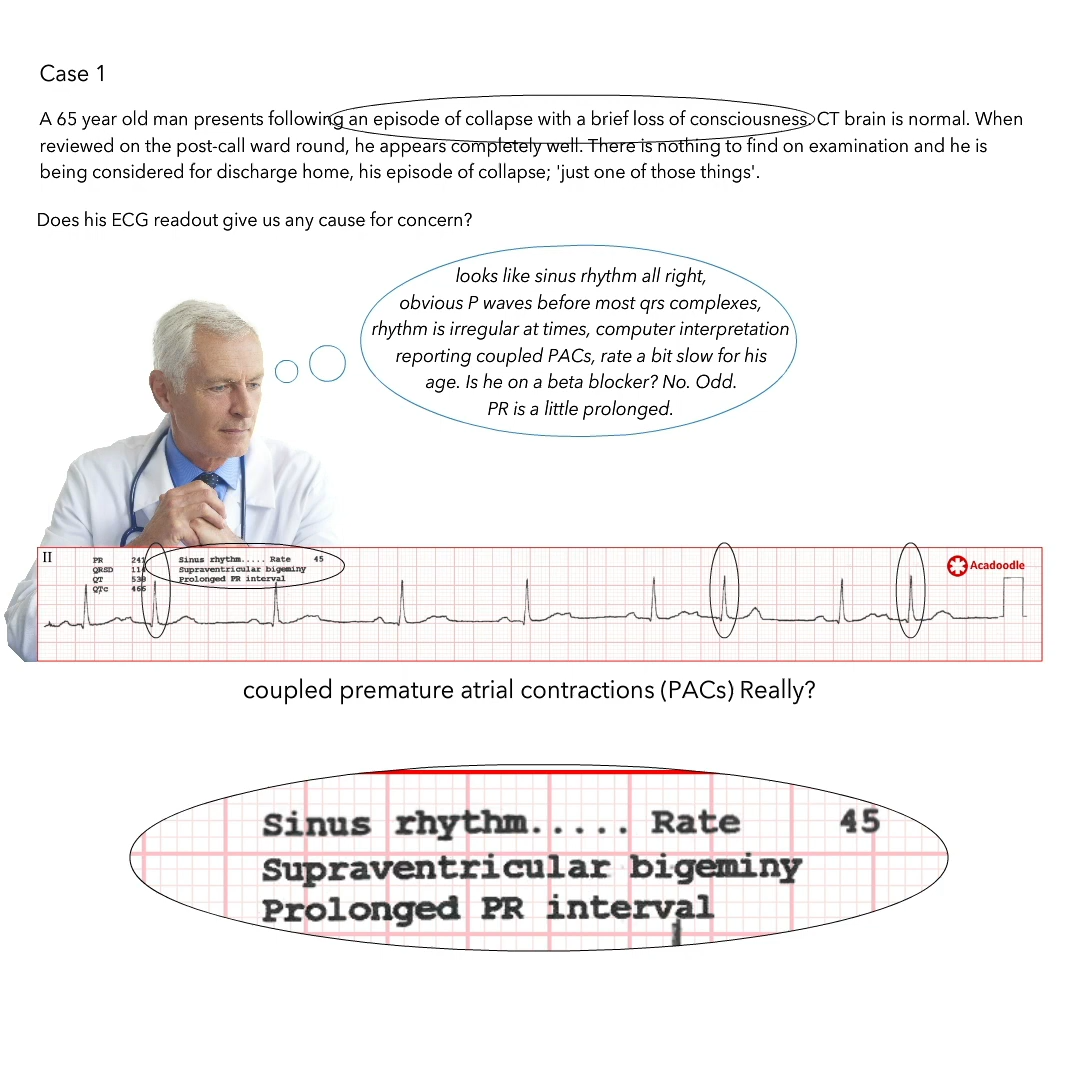 Case 1
A 65 year old man presents following an episode of collapse with a brief loss of consciousness. CT brain is normal. When
reviewed on the post-call ward round, he appears completely well. There is nothing to find on examination and he is
being considered for discharge home, his episode of collapse; 'just one of those things'.
Does his ECG readout give us any cause for concern?
looks like sinus rhythm all right,
obvious P waves before most qrs complexes,
rhythm is irregular at times, computer interpretation
reporting coupled PACs, rate a bit slow for his
age. Is he on a beta blocker? No. Odd.
PR is a little prolonged.
II
PR 241 Sinus rhythm..... Rate 45
QRSD 114 Supraventricular bigeminy
QT 530 Prolonged PR interval
QTc 466
Acadoodle
coupled premature atrial contractions (PACs) Really?
Sinus rhythm..... Rate 45
Supraventricular bigeminy
Prolonged PR interval